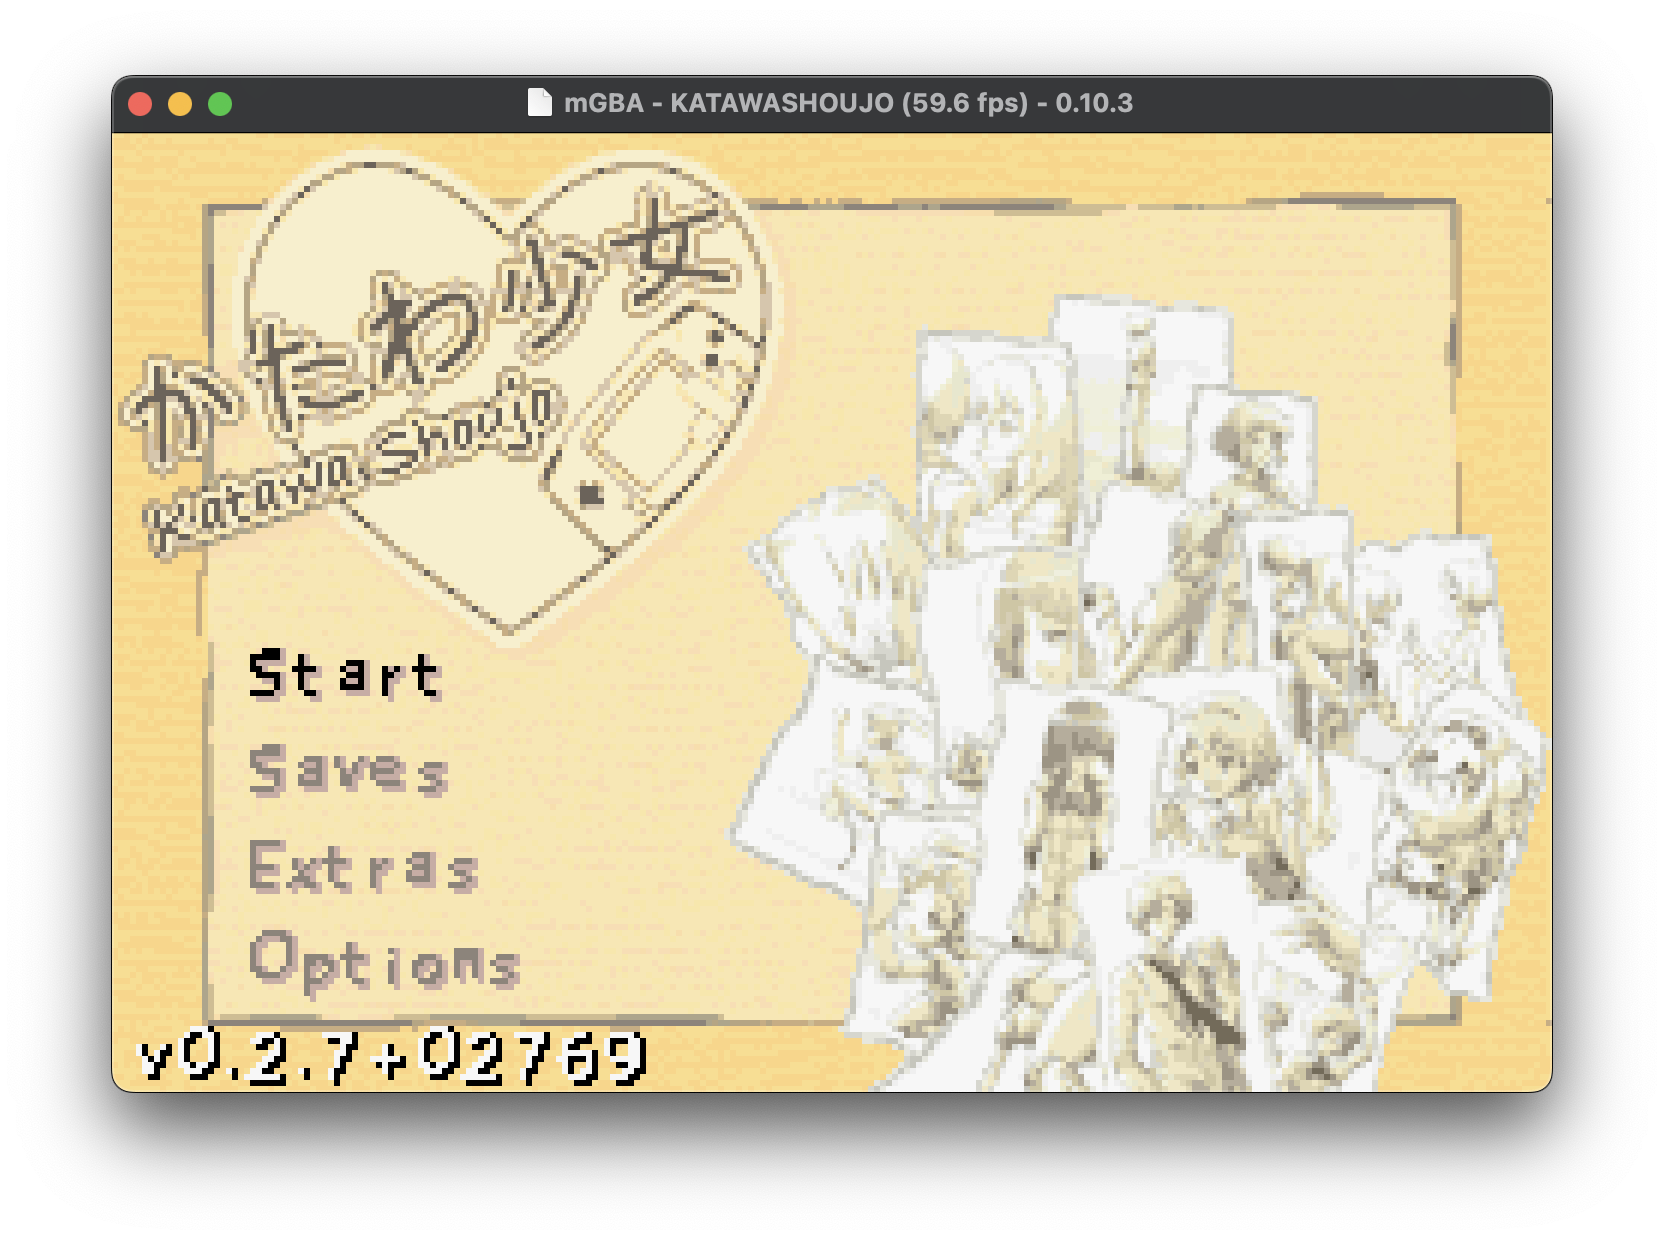 mGBA - KATAWASHOUJO (59.6 fps) - 0.10.3
かたわ少女
Katawa Shoujo
Start
Saves
Extras
Options
v0.2.7+02769